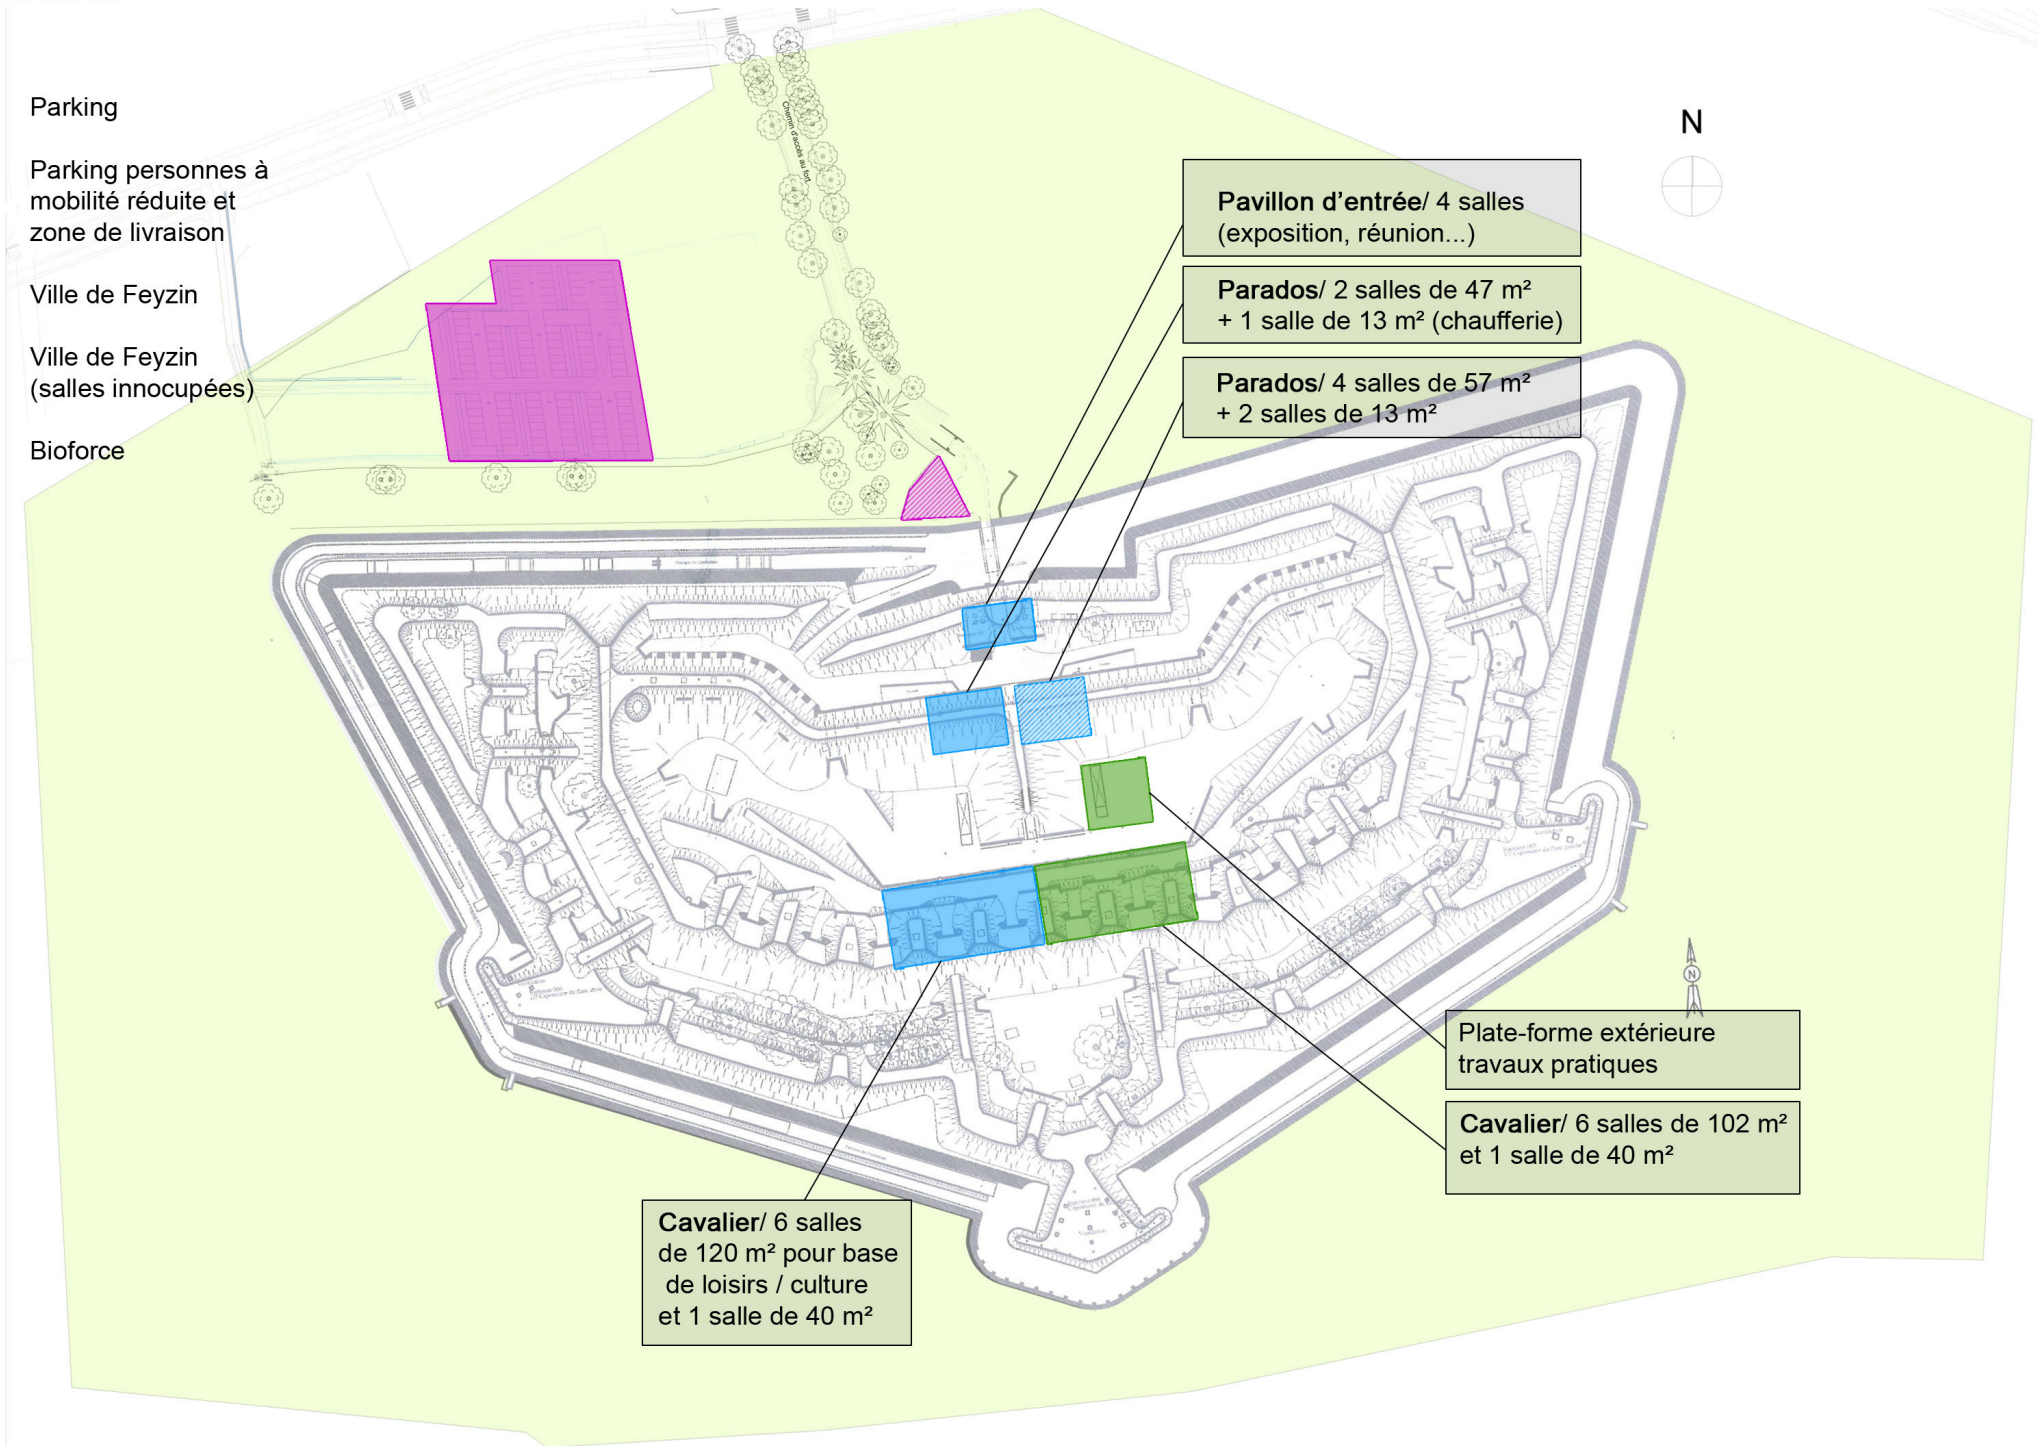 Parking
Parking personnes à
mobilité réduite et
zone de livraison
Ville de Feyzin
Ville de Feyzin
(salles innocupées)
Bioforce
Chemin d'accès au fort
N
Pavillon d'entrée/ 4 salles
(exposition, réunion...)
Parados/ 2 salles de 47 m²
+ 1 salle de 13 m² (chaufferie)
Parados/ 4 salles de 57 m²
+ 2 salles de 13 m²
N
Plate-forme extérieure
travaux pratiques
Cavalier/ 6 salles de 102 m²
et 1 salle de 40 m²
Cavalier/ 6 salles
de 120 m² pour base
de loisirs / culture
et 1 salle de 40 m²